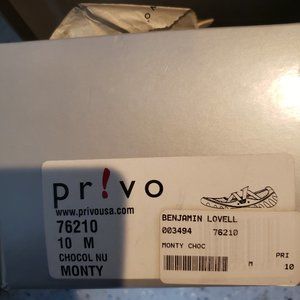 pr!vo
www.privousa.com
76210
10 M
CHOCOL NU
MONTY
BENJAMIN LOVELL
003494 76210
MONTY CHOC
PRI
M 10